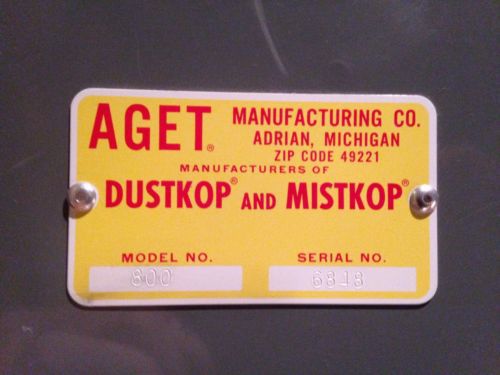 AGET® MANUFACTURING CO.
ADRIAN, MICHIGAN
ZIP CODE 49221
MANUFACTURERS OF
DUSTKOP® AND MISTKOP®
MODEL NO. SERIAL NO.
800 6818